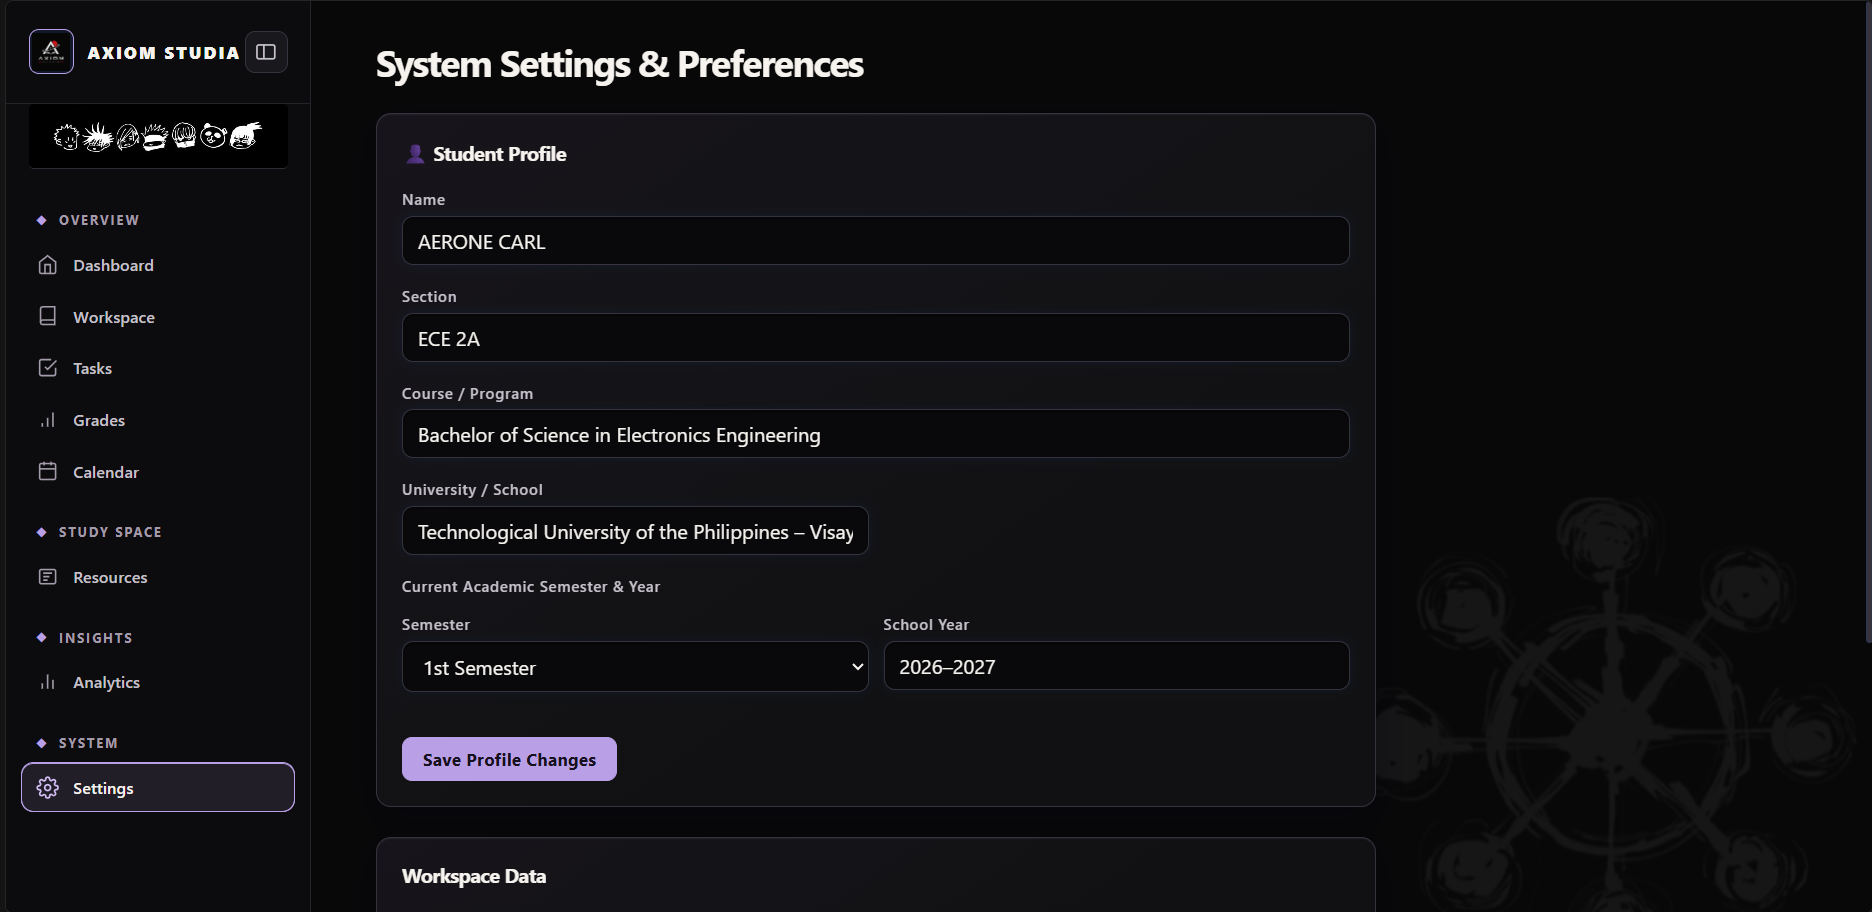 AXIOM
AXIOM STUDIA
OVERVIEW
Dashboard
Workspace
Tasks
Grades
Calendar
STUDY SPACE
Resources
INSIGHTS
Analytics
SYSTEM
Settings
System Settings & Preferences
Student Profile
Name
AERONE CARL
Section
ECE 2A
Course / Program
Bachelor of Science in Electronics Engineering
University / School
Technological University of the Philippines – Visay
Current Academic Semester & Year
Semester
School Year
1st Semester
2026–2027
Save Profile Changes
Workspace Data